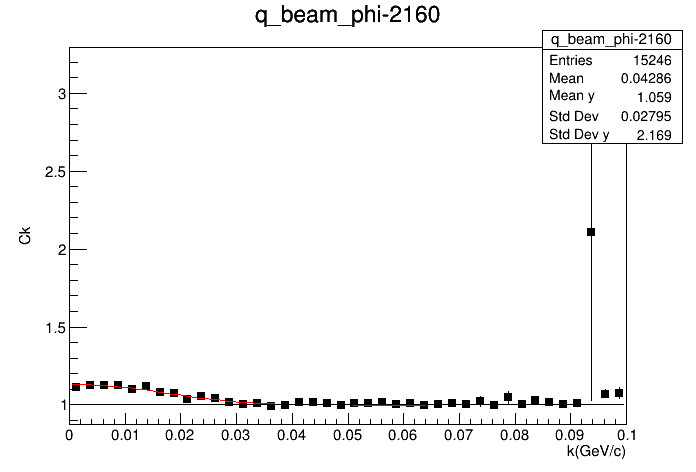 q_beam_phi-2160
q_beam_phi-2160
Entries 15246
Mean 0.04286
Mean y 1.059
Std Dev 0.02795
Std Dev y 2.169
3
2.5
2
1.5
1
Ck
0 0.01 0.02 0.03 0.04 0.05 0.06 0.07 0.08 0.09 0.1
k(GeV/c)